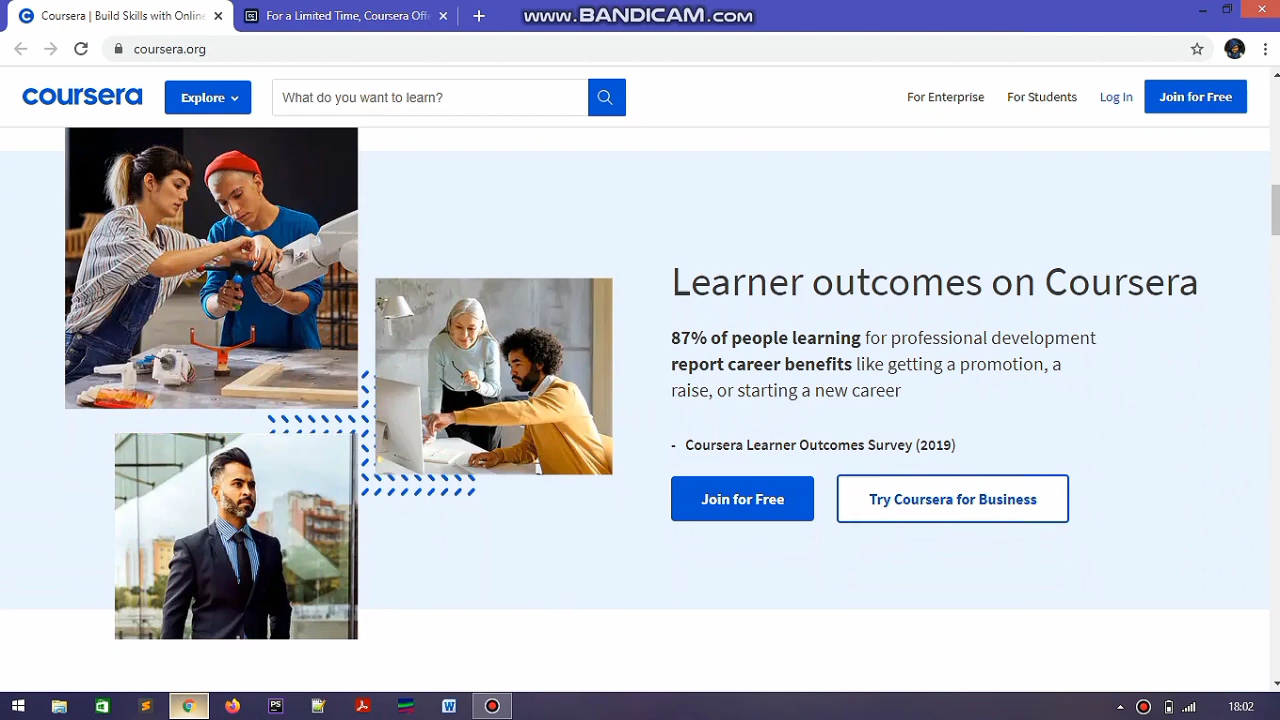 www.BANDICAM.com
Coursera | Build Skills with Online
For a Limited Time, Coursera Offe
coursera.org
coursera
Explore
What do you want to learn?
For Enterprise
For Students
Log In
Join for Free
Learner outcomes on Coursera
87% of people learning for professional development
report career benefits like getting a promotion, a
raise, or starting a new career
- Coursera Learner Outcomes Survey (2019)
Join for Free
Try Coursera for Business
PS
W
18:02